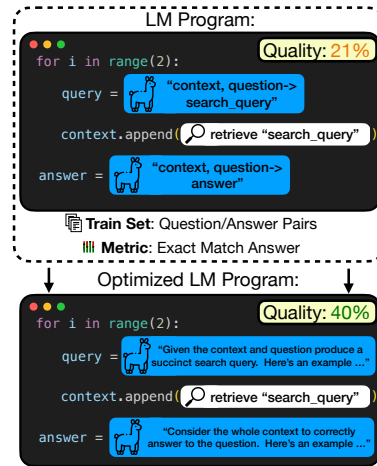 LM Program:
Quality: 21%
for i in range(2):
query = "context, question->
search_query"
context.append( retrieve "search_query")
answer = "context, question->
answer"
Train Set: Question/Answer Pairs
Metric: Exact Match Answer
Optimized LM Program:
Quality: 40%
for i in range(2):
query = "Given the context and question produce a
succinct search query. Here's an example ..."
context.append( retrieve "search_query")
answer = "Consider the whole context to correctly
answer to the question. Here's an example ..."